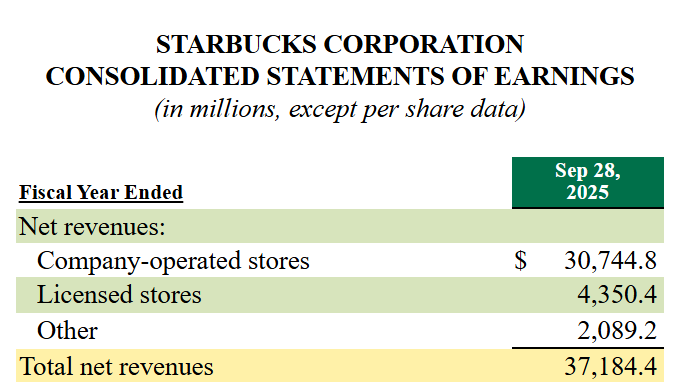 STARBUCKS CORPORATION
CONSOLIDATED STATEMENTS OF EARNINGS
(in millions, except per share data)
Fiscal Year Ended Sep 28, 2025
Net revenues:
Company-operated stores $ 30,744.8
Licensed stores 4,350.4
Other 2,089.2
Total net revenues 37,184.4